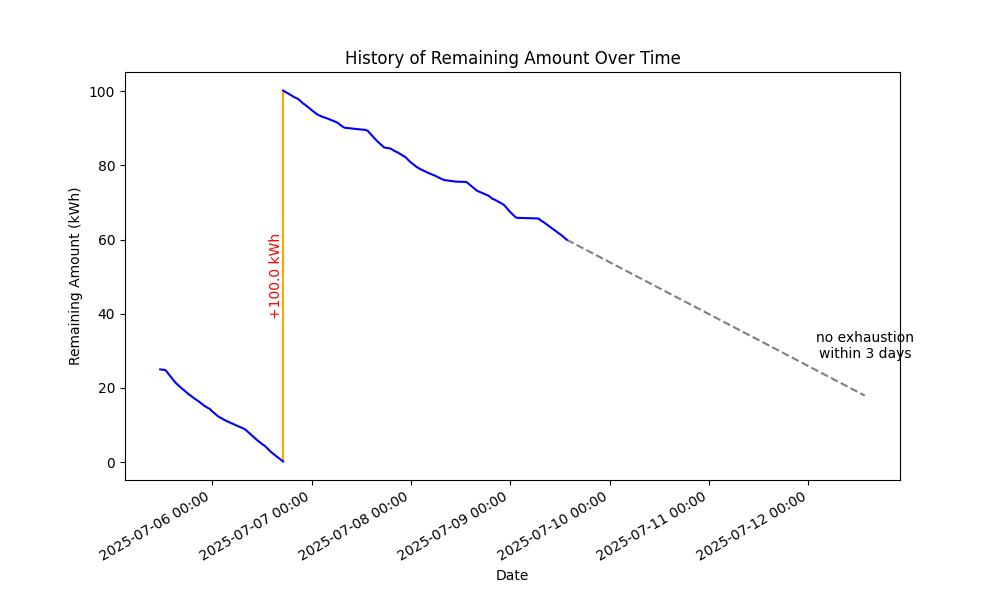 History of Remaining Amount Over Time
Remaining Amount (kWh)
100
80
60
40
20
0
+100.0 kWh
no exhaustion
within 3 days
2025-07-06 00:00
2025-07-07 00:00
2025-07-08 00:00
2025-07-09 00:00
2025-07-10 00:00
2025-07-11 00:00
2025-07-12 00:00
Date